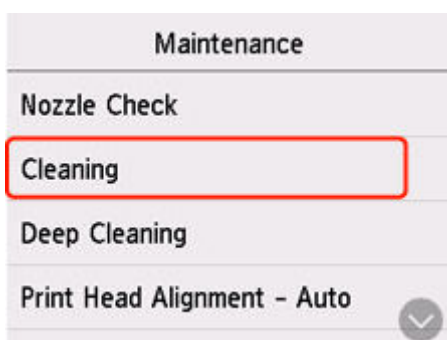 Maintenance
Nozzle Check
Cleaning
Deep Cleaning
Print Head Alignment - Auto